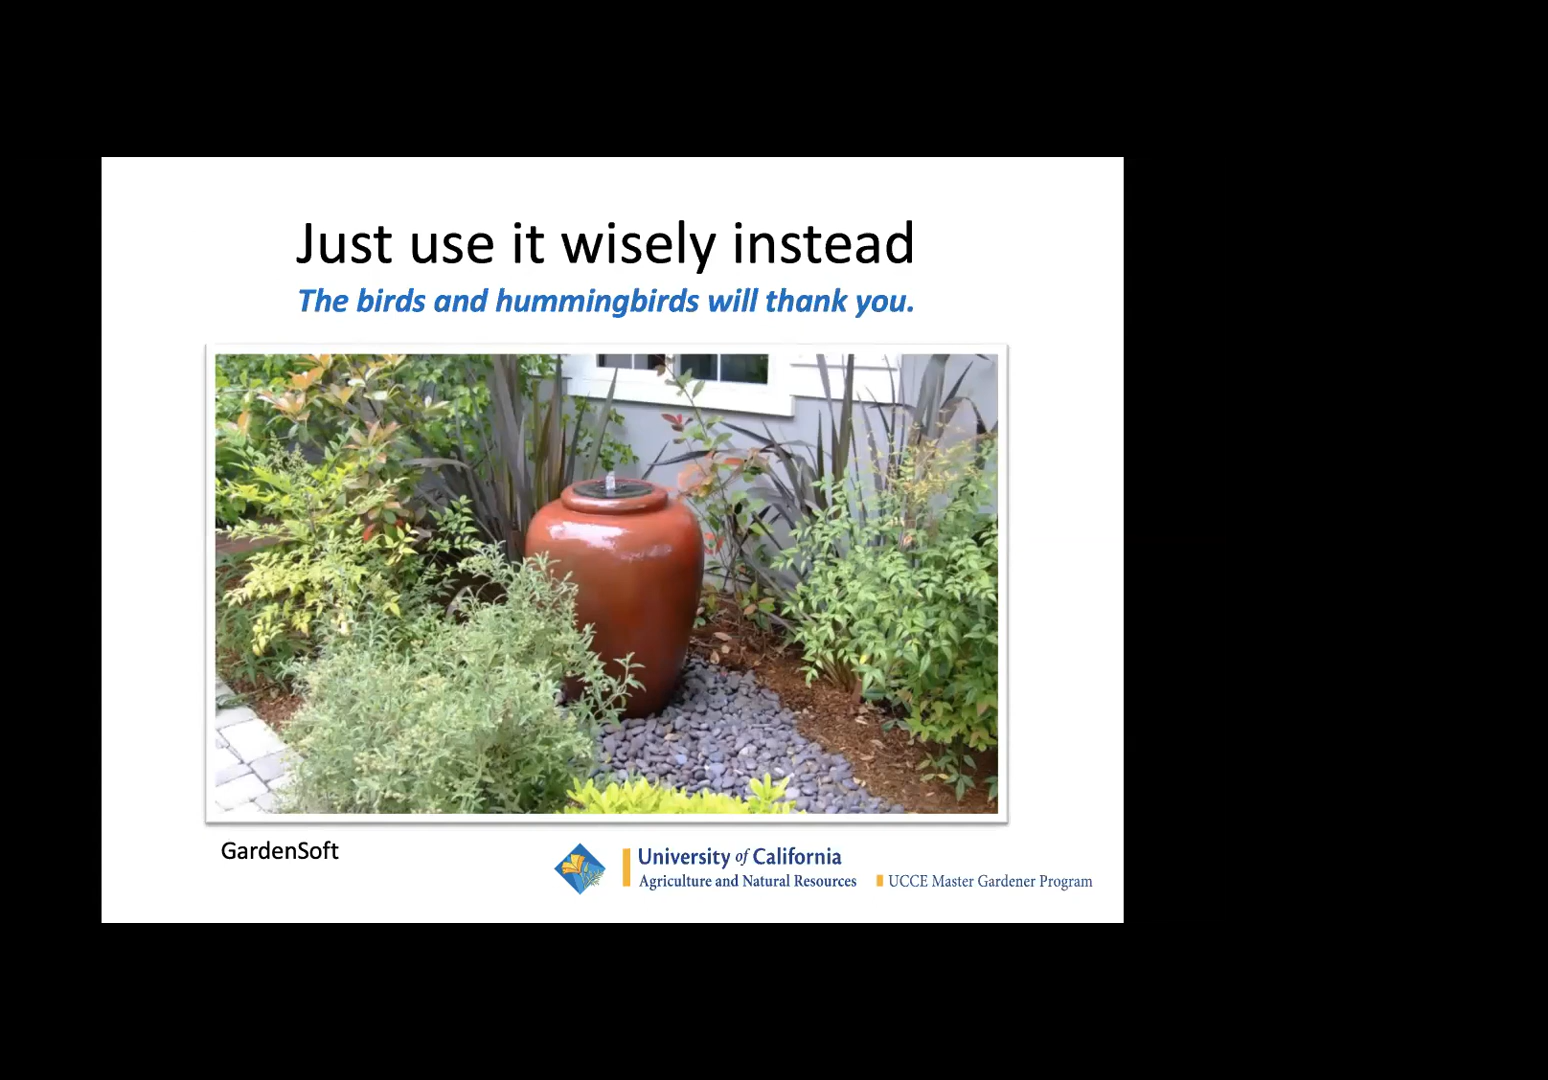 Just use it wisely instead
The birds and hummingbirds will thank you.
GardenSoft
University of California
Agriculture and Natural Resources
UCCE Master Gardener Program